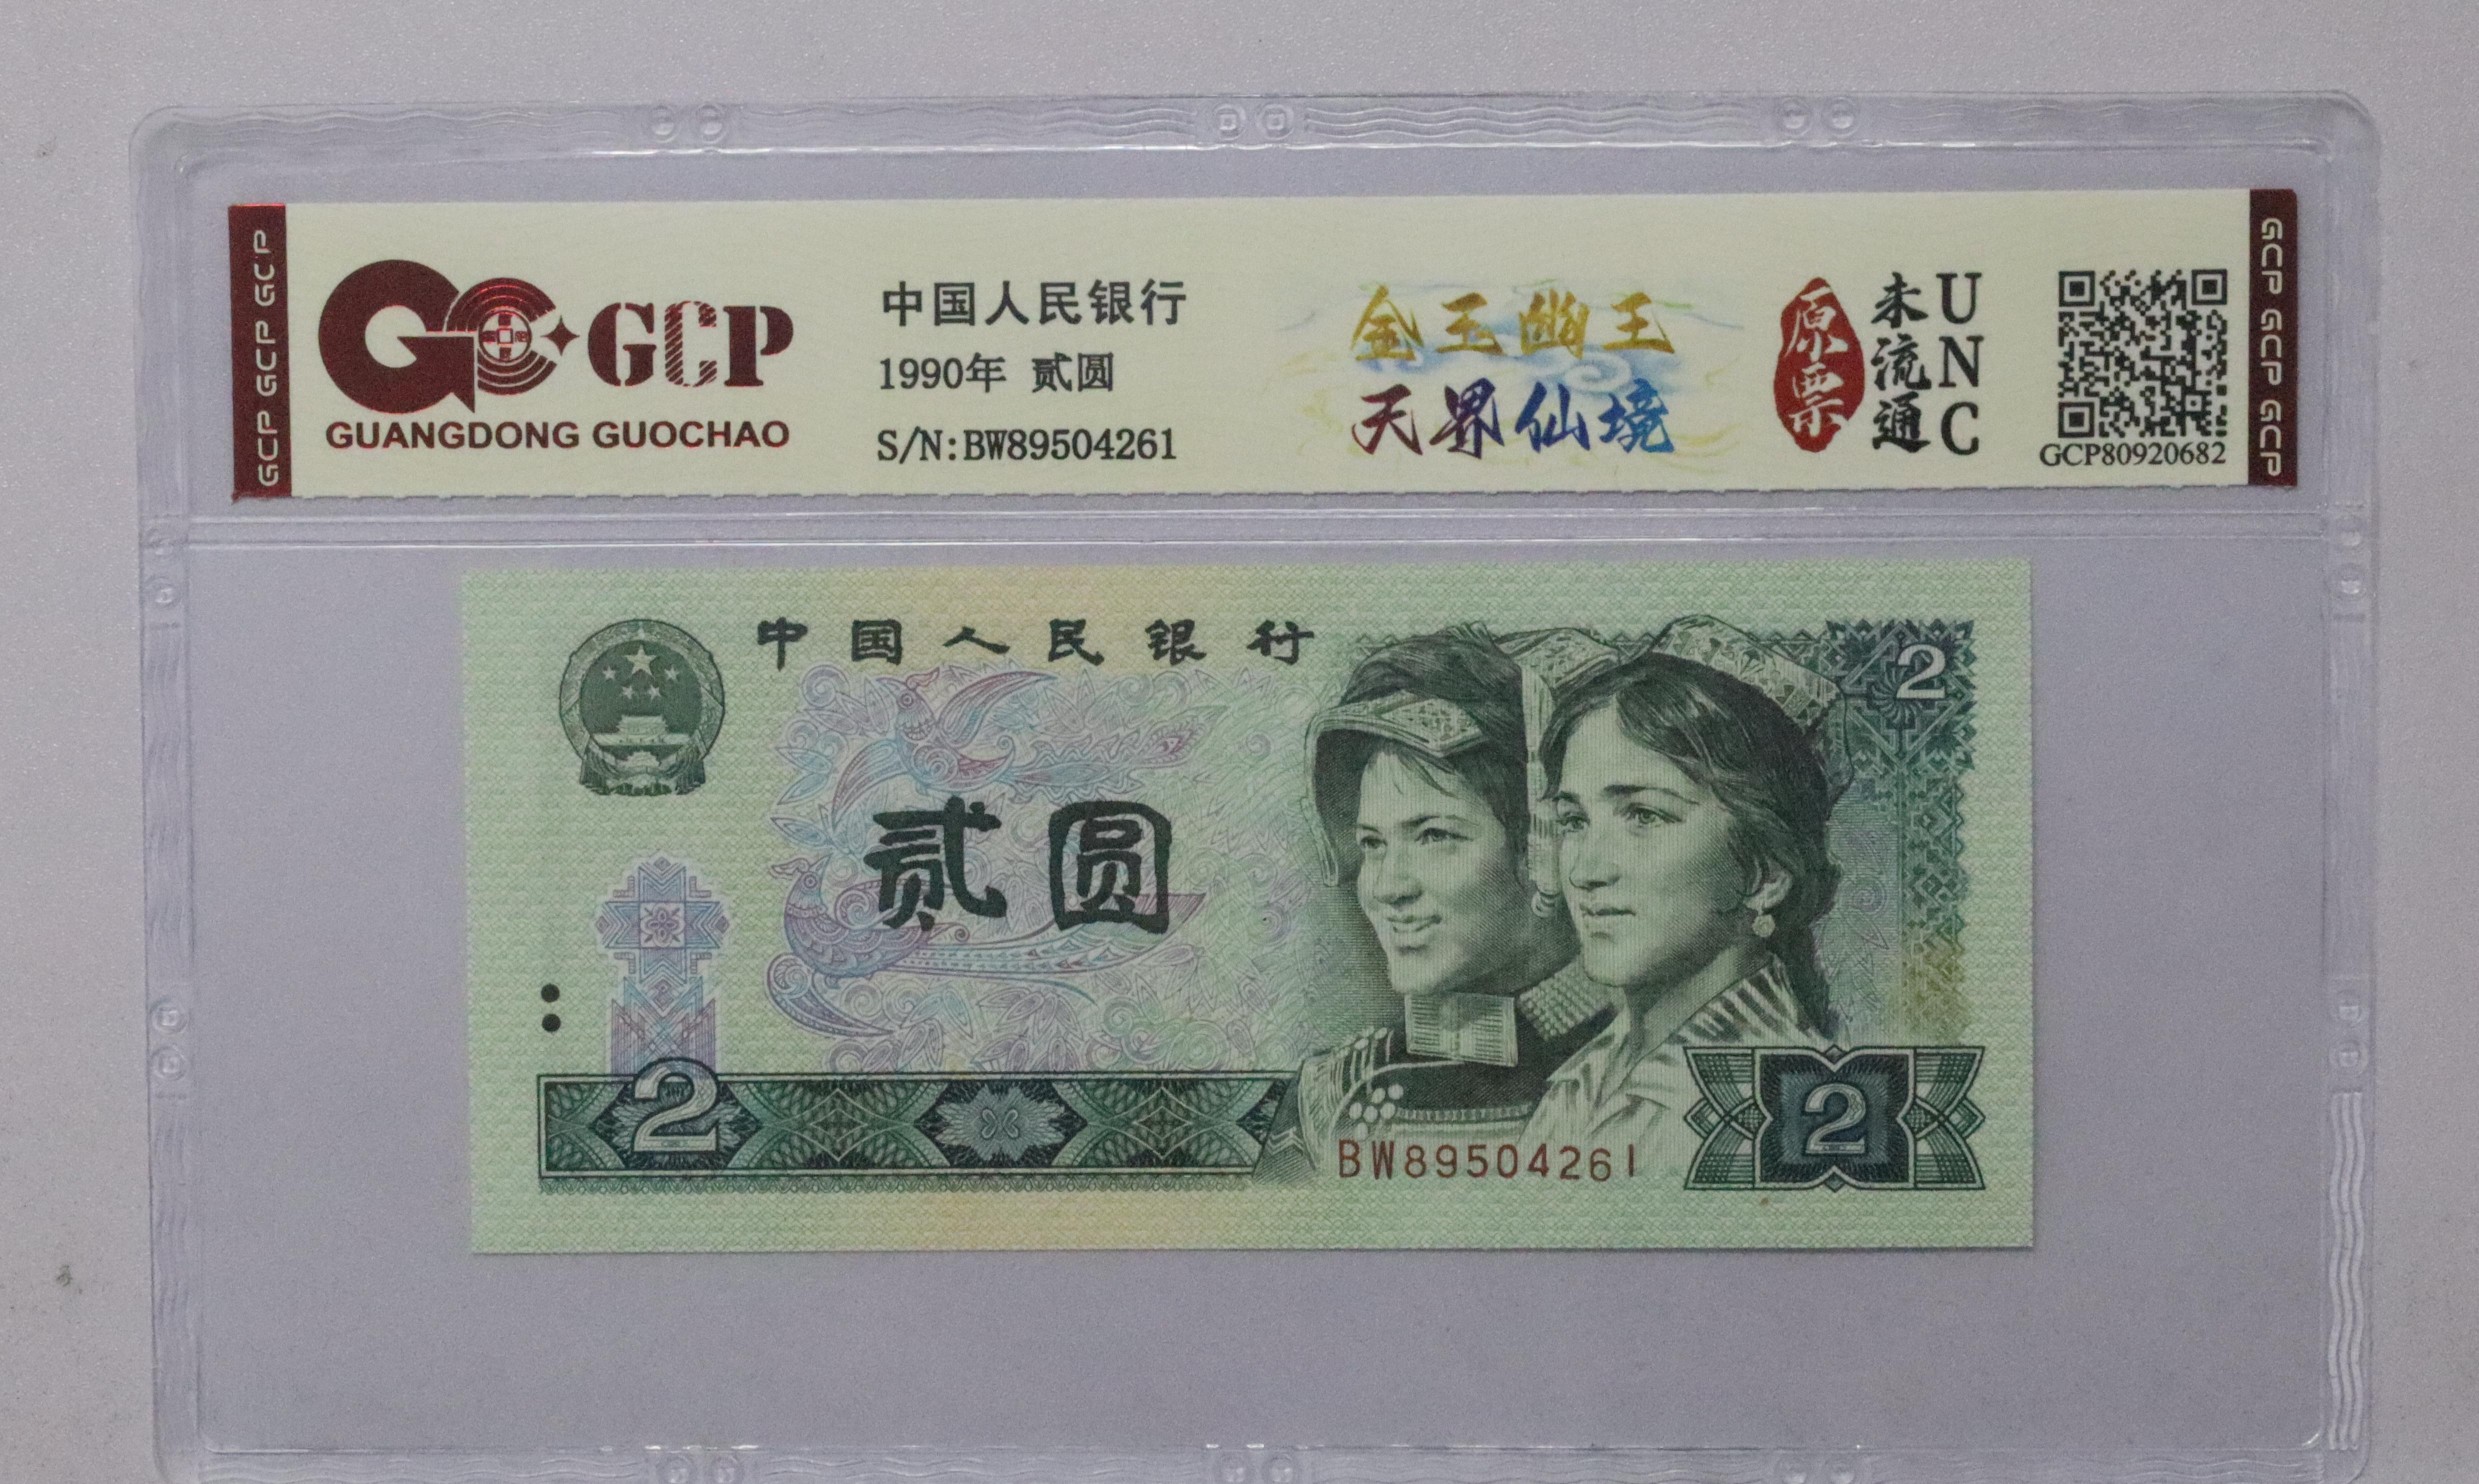 GCP GCP GCP
GCP
GUANGDONG GUOCHAO
中国人民银行
1990年 贰圆
S/N:BW89504261
金玉幽王
天界仙境
原票
未流通
UNC
GCP80920682
GCP GCP GCP
中国人民银行
2
贰圆
2
BW89504261
2